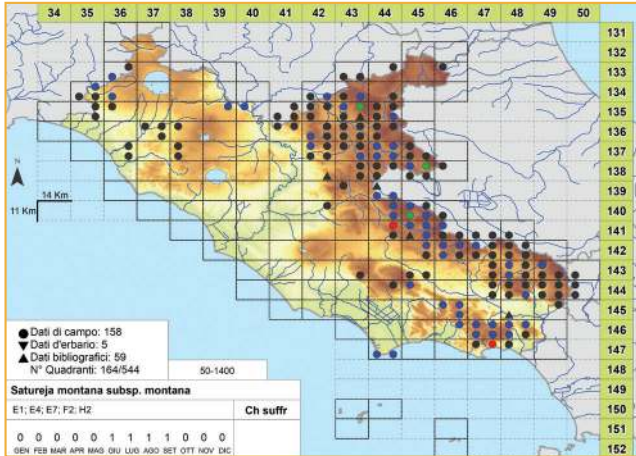 34 35 36 37 38 39 40 41 42 43 44 45 46 47 48 49 50
131
132
133
134
135
136
137
138
139
140
141
142
143
144
145
146
147
148
149
150
151
152
N
14 Km
11 Km
Dati di campo: 158
Dati d'erbario: 5
Dati bibliografici: 59
N° Quadranti: 164/544
50-1400
Satureja montana subsp. montana
E1; E4; E7; F2; H2
Ch suffr
0 0 0 0 0 1 1 1 1 0 0 0
GEN FEB MAR APR MAG GIU LUG AGO SET OTT NOV DIC